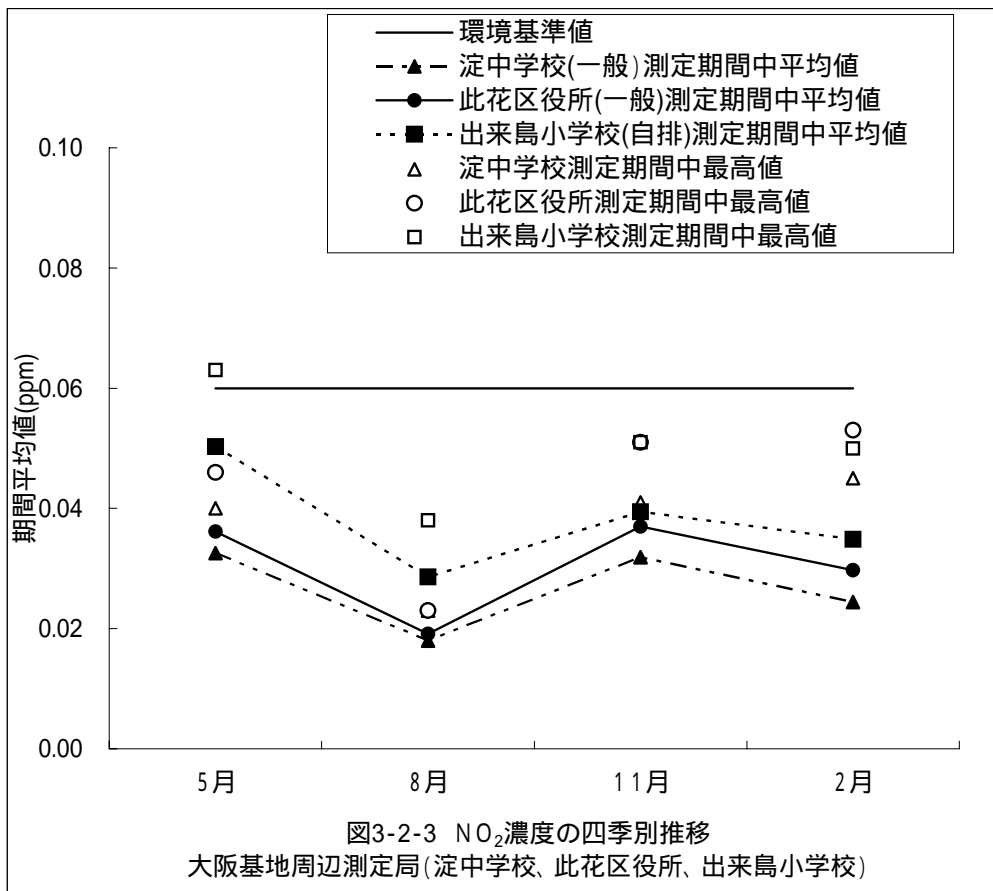 環境基準値
淀中学校(一般)測定期間中平均値
此花区役所(一般)測定期間中平均値
出来島小学校(自排)測定期間中平均値
淀中学校測定期間中最高値
此花区役所測定期間中最高値
出来島小学校測定期間中最高値
期間平均値(ppm)
0.10
0.08
0.06
0.04
0.02
0.00
5月 8月 11月 2月
図3-2-3 NO₂濃度の四季別推移
大阪基地周辺測定局(淀中学校、此花区役所、出来島小学校)